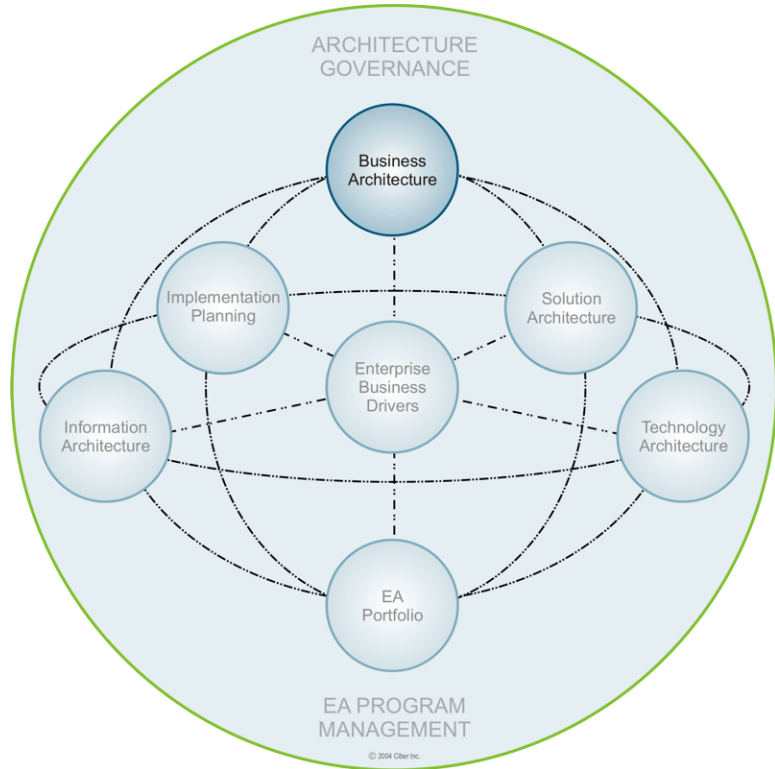 ARCHITECTURE
GOVERNANCE
Business
Architecture
Implementation
Planning
Solution
Architecture
Enterprise
Business
Drivers
Information
Architecture
Technology
Architecture
EA
Portfolio
EA PROGRAM
MANAGEMENT
© 2004 Ciber Inc.